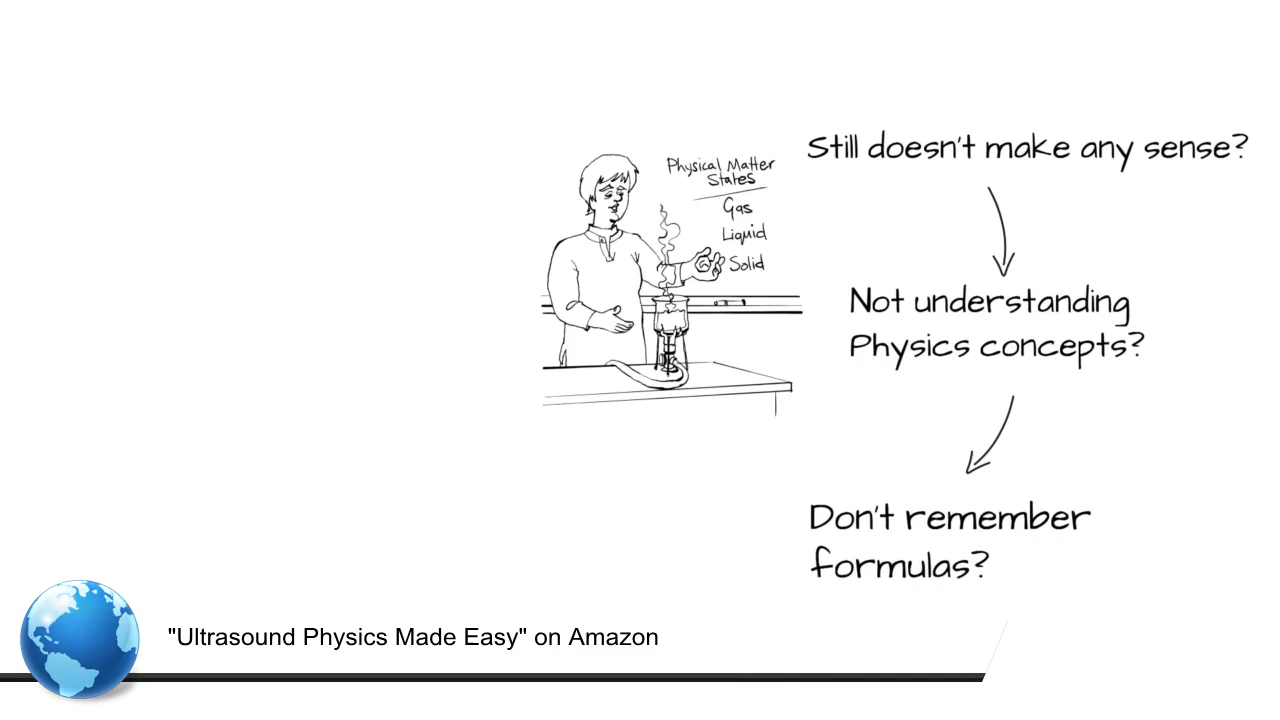 Still doesn't make any sense?
Physical Matter
States
Gas
Liquid
Solid
Not understanding
Physics concepts?
Don't remember
formulas?
"Ultrasound Physics Made Easy" on Amazon